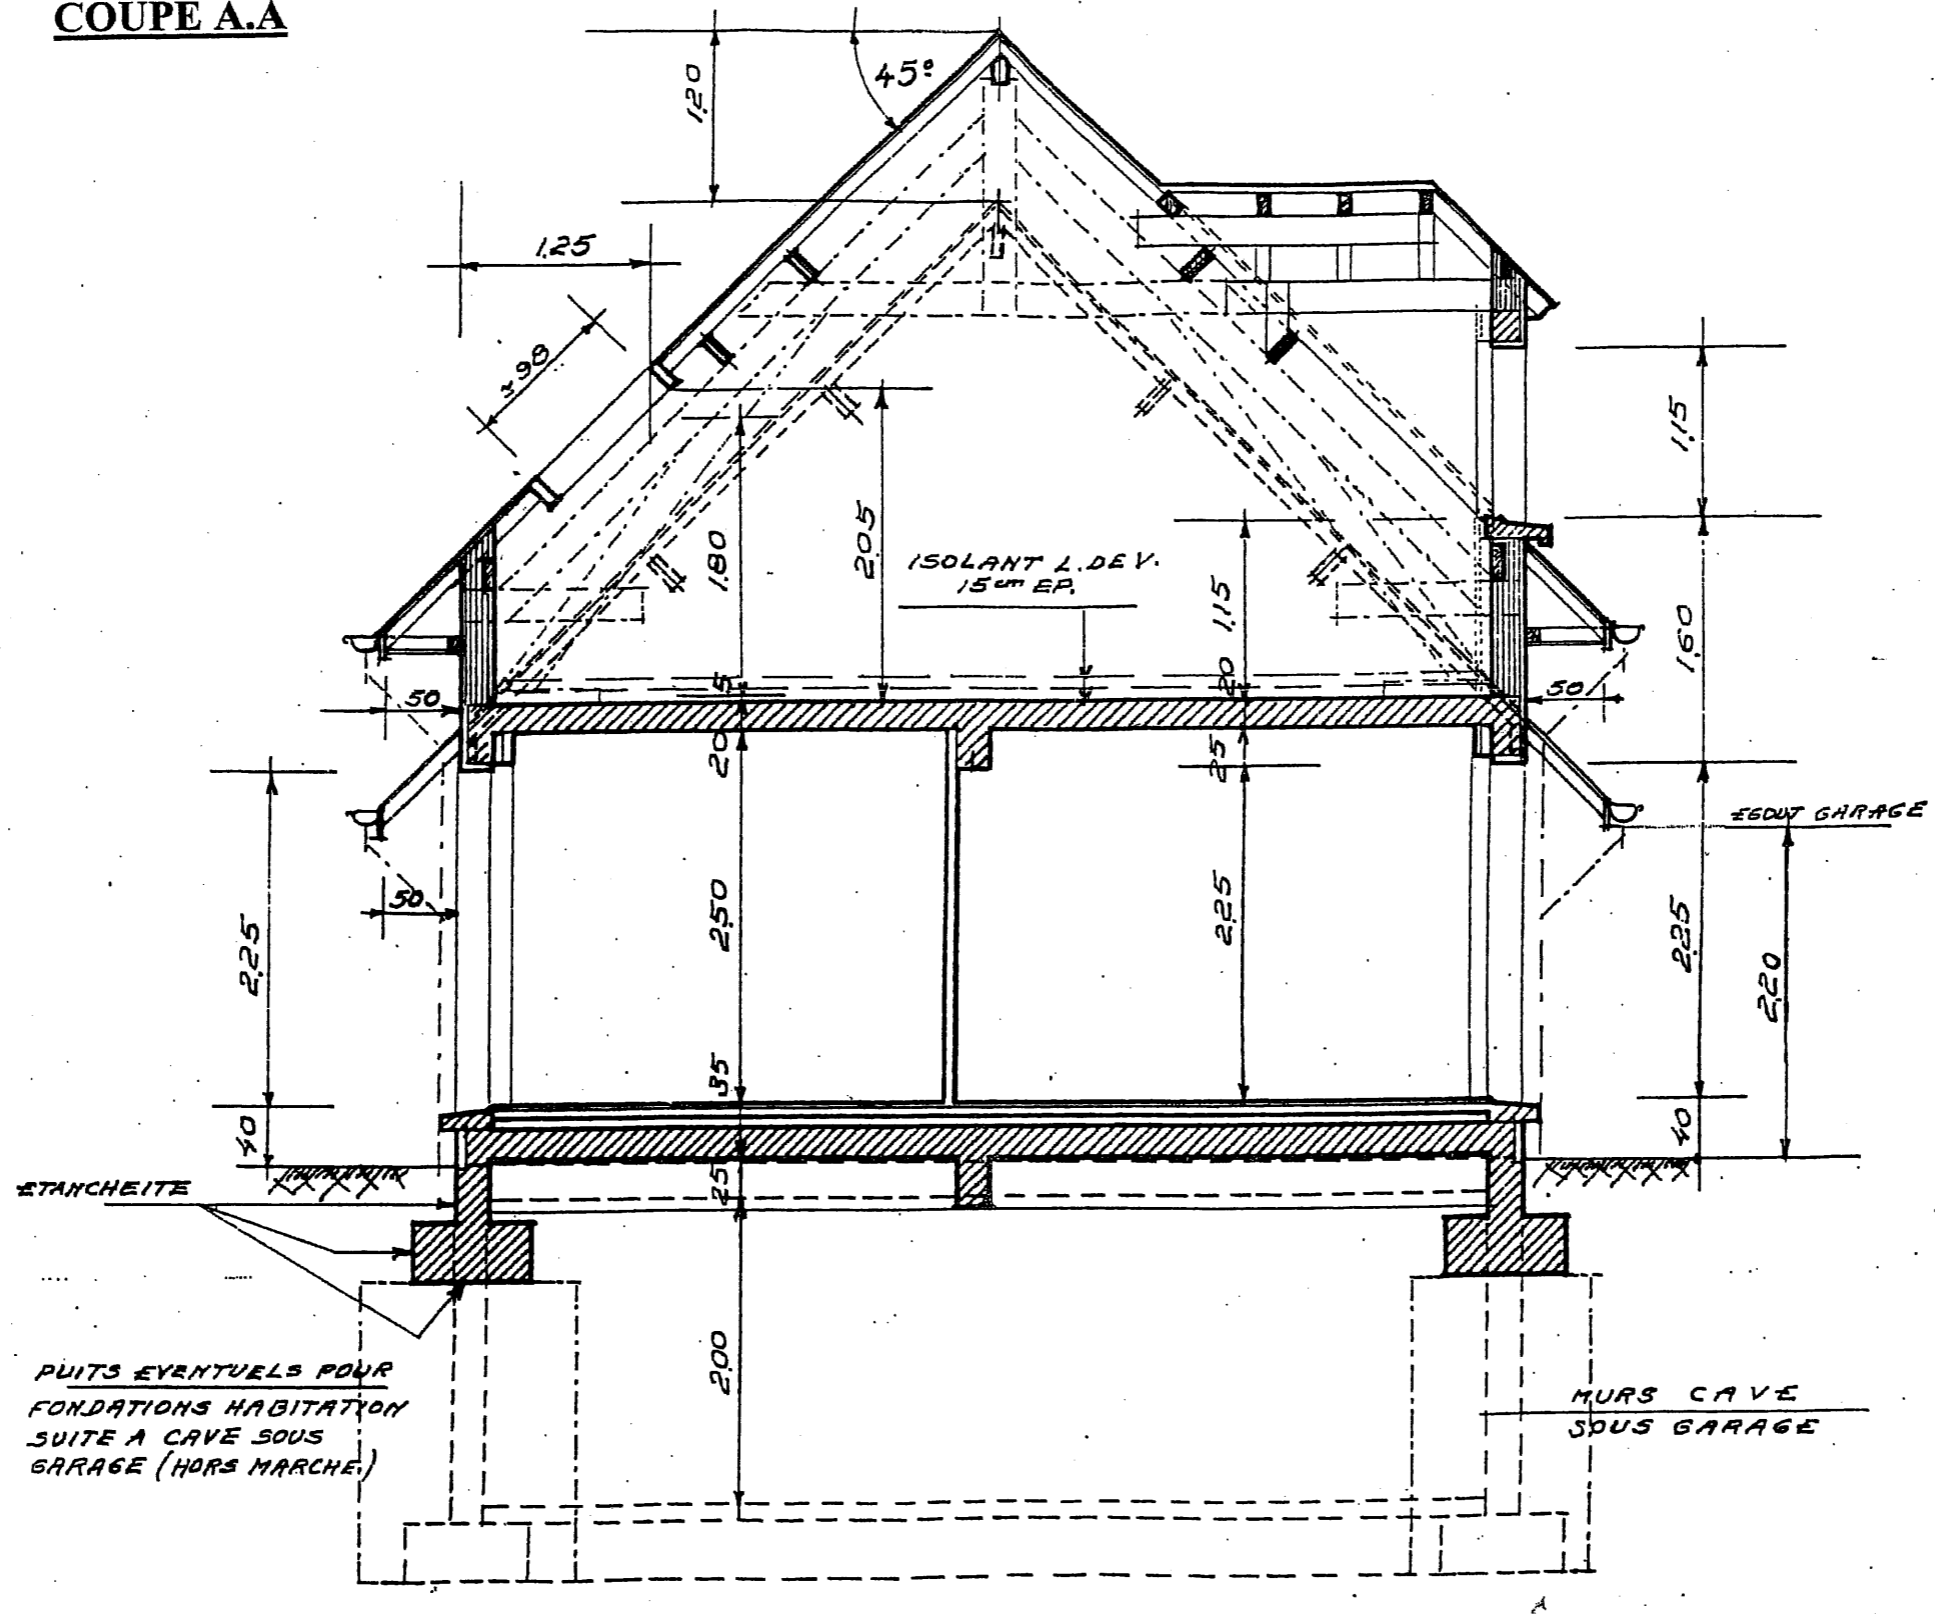 COUPE A.A
45°
1.20
1.25
≈98
1.15
1.80
2.05
ISOLANT L.DEV.
15cm EP.
1.15
1.60
5
20
50
50
20
25
EGOUT GARAGE
50
2.25
2.50
2.25
2.25
2.20
35
40
40
25
ETANCHEITE
2.00
PUITS EVENTUELS POUR
FONDATIONS HABITATION
SUITE A CAVE SOUS
GARAGE (HORS MARCHE)
MURS CAVE
SOUS GARAGE